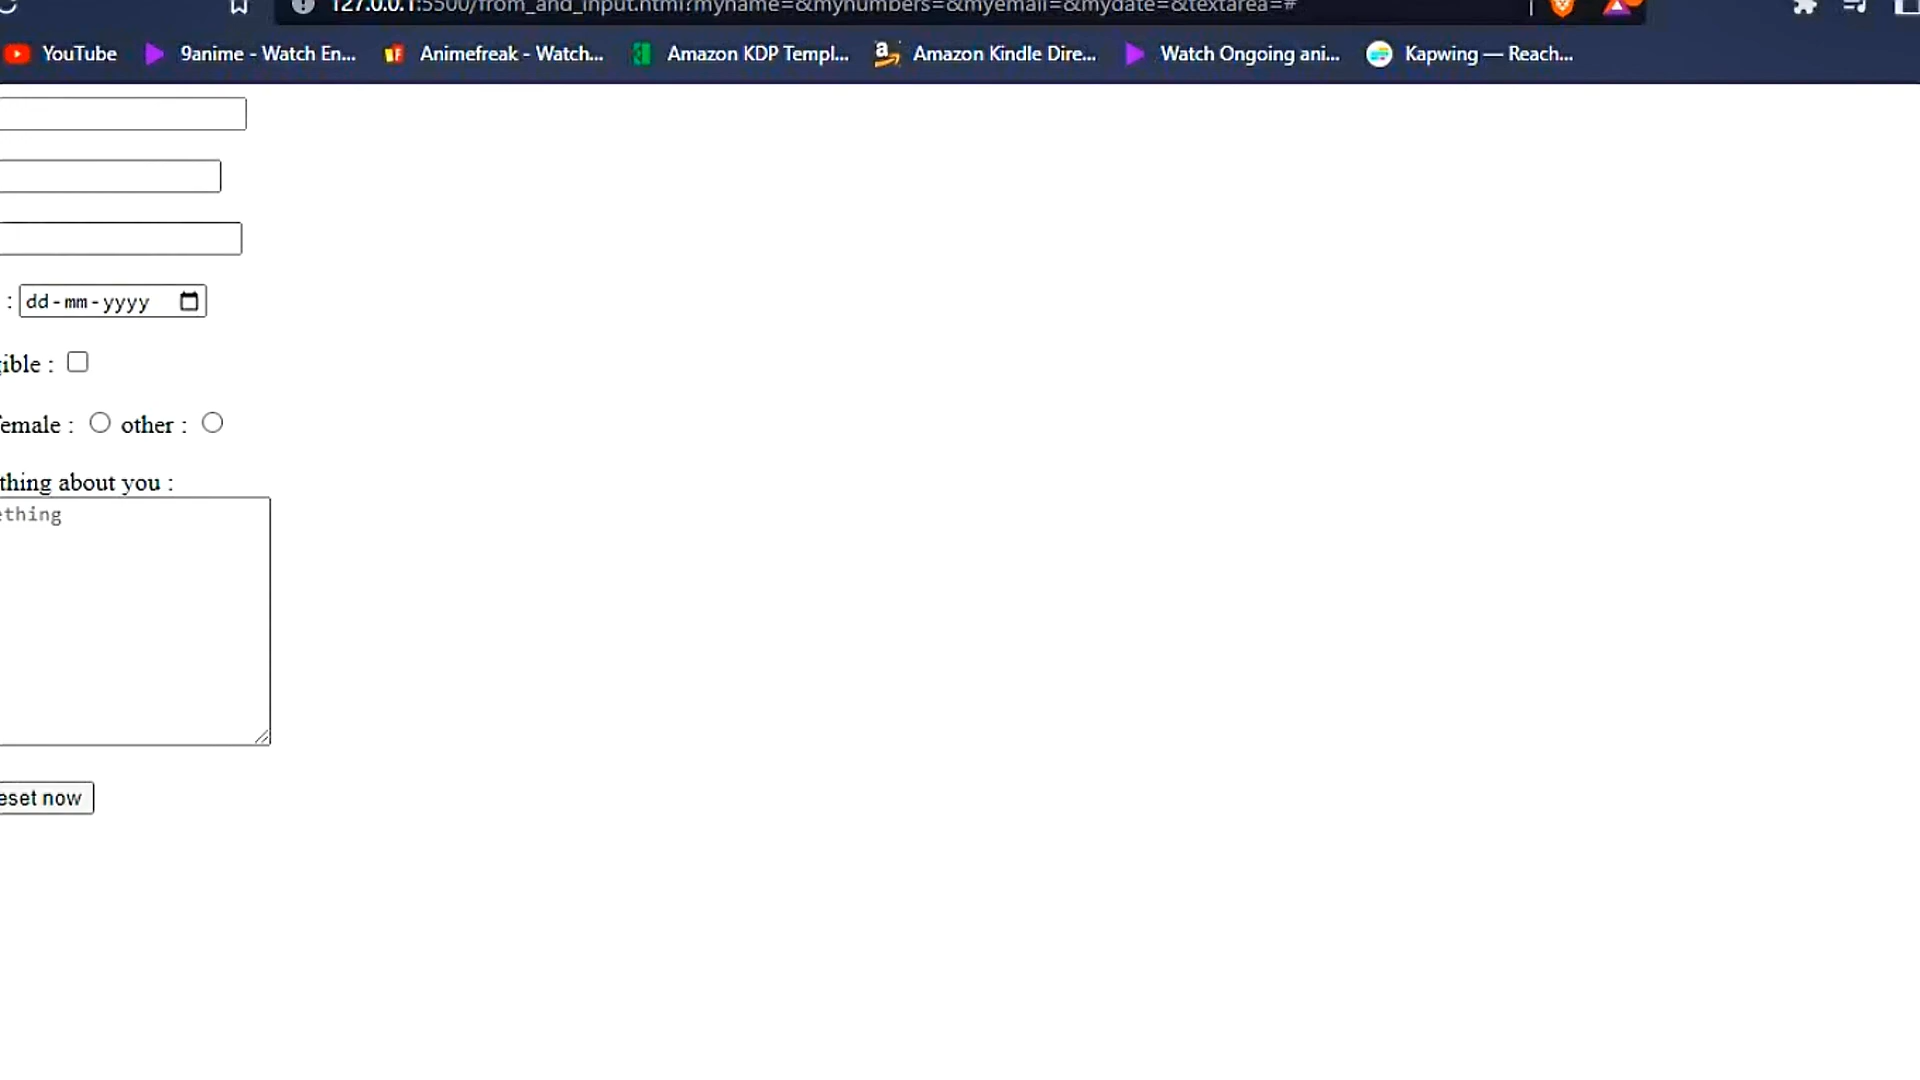 127.0.0.1:5500/from_and_input.html?myname=&mynumbers=&myemail=&mydate=&textarea=#
YouTube 9anime - Watch En... Animefreak - Watch... Amazon KDP Templ... Amazon Kindle Dire... Watch Ongoing ani... Kapwing — Reach...
: dd-mm-yyyy
ible :
emale : other :
thing about you :
thing
eset now